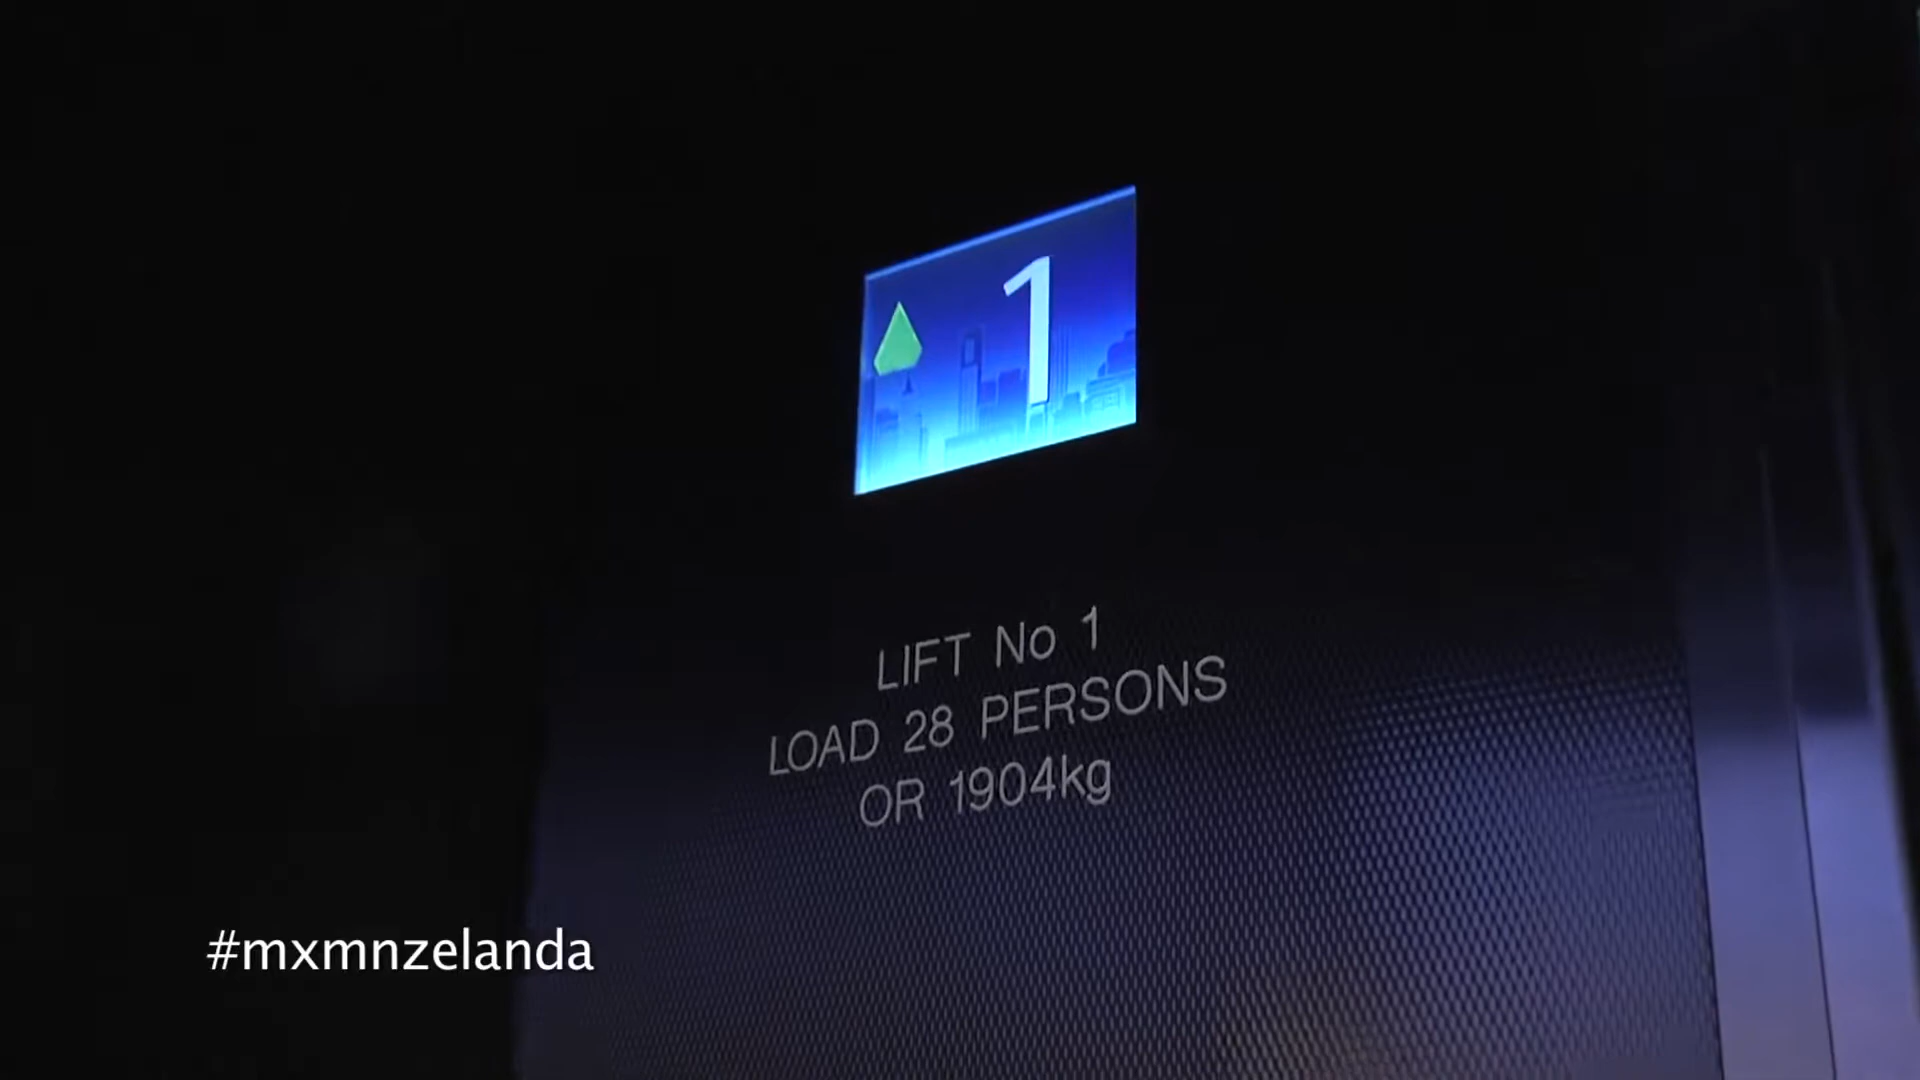 1
LIFT No 1
LOAD 28 PERSONS
OR 1904kg
#mxmnzelanda